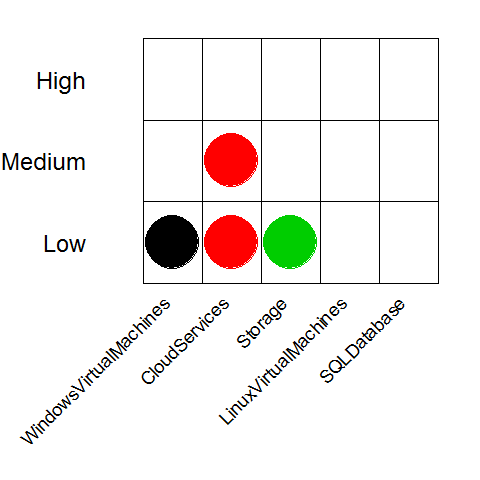 High
Medium
Low
WindowsVirtualMachines
CloudServices
Storage
LinuxVirtualMachines
SQLDatabase